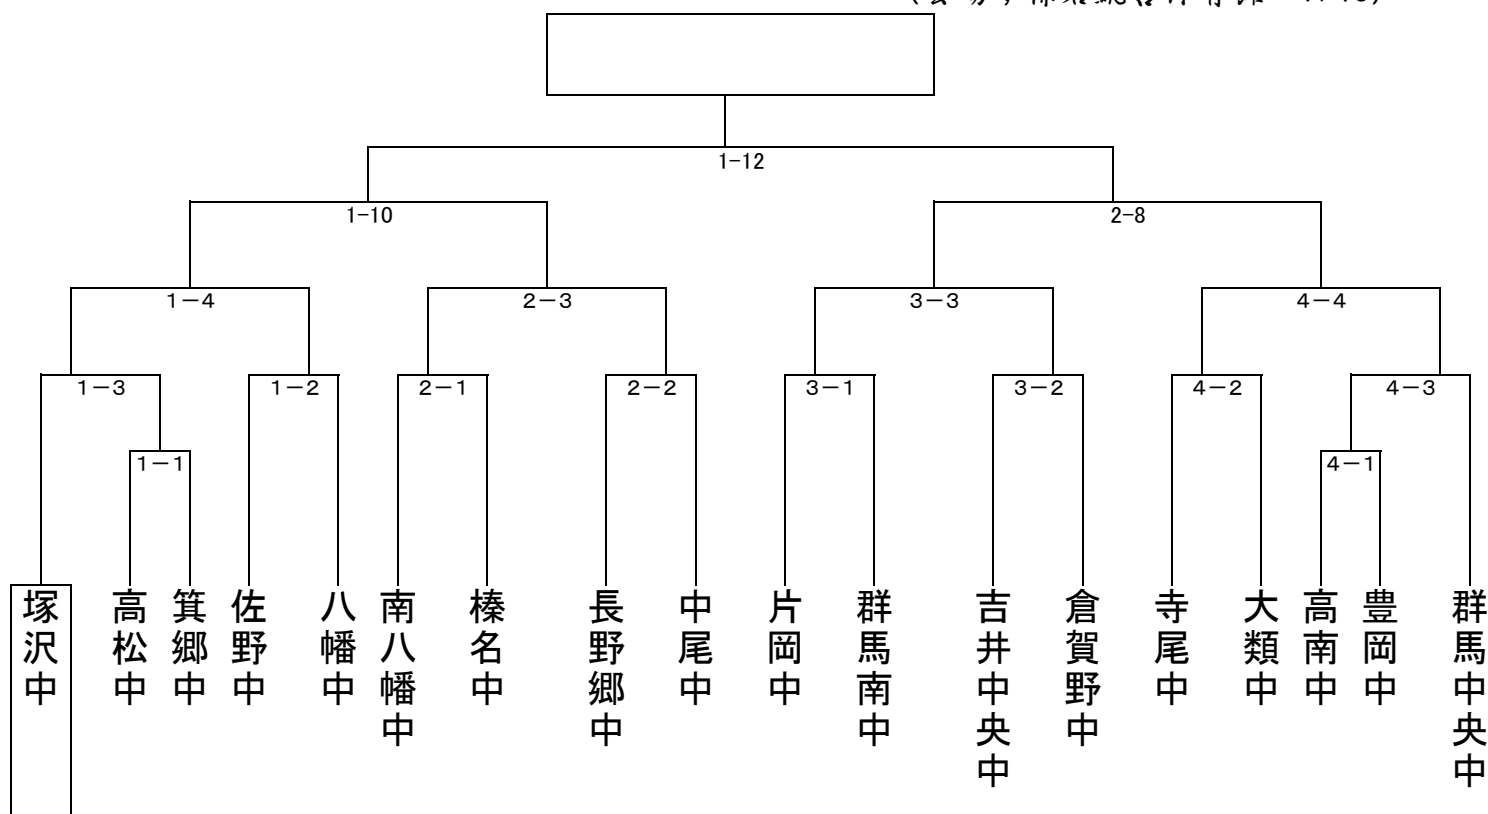 1-12
1-10
2-8
1－4
2－3
3－3
4－4
1－3
1－2
2－1
2－2
3－1
3－2
4－2
4－3
1－1
4－1
塚沢中
高松中
箕郷中
佐野中
八幡中
南八幡中
榛名中
長野郷中
中尾中
片岡中
群馬南中
吉井中央中
倉賀野中
寺尾中
大類中
高南中
豊岡中
群馬中央中